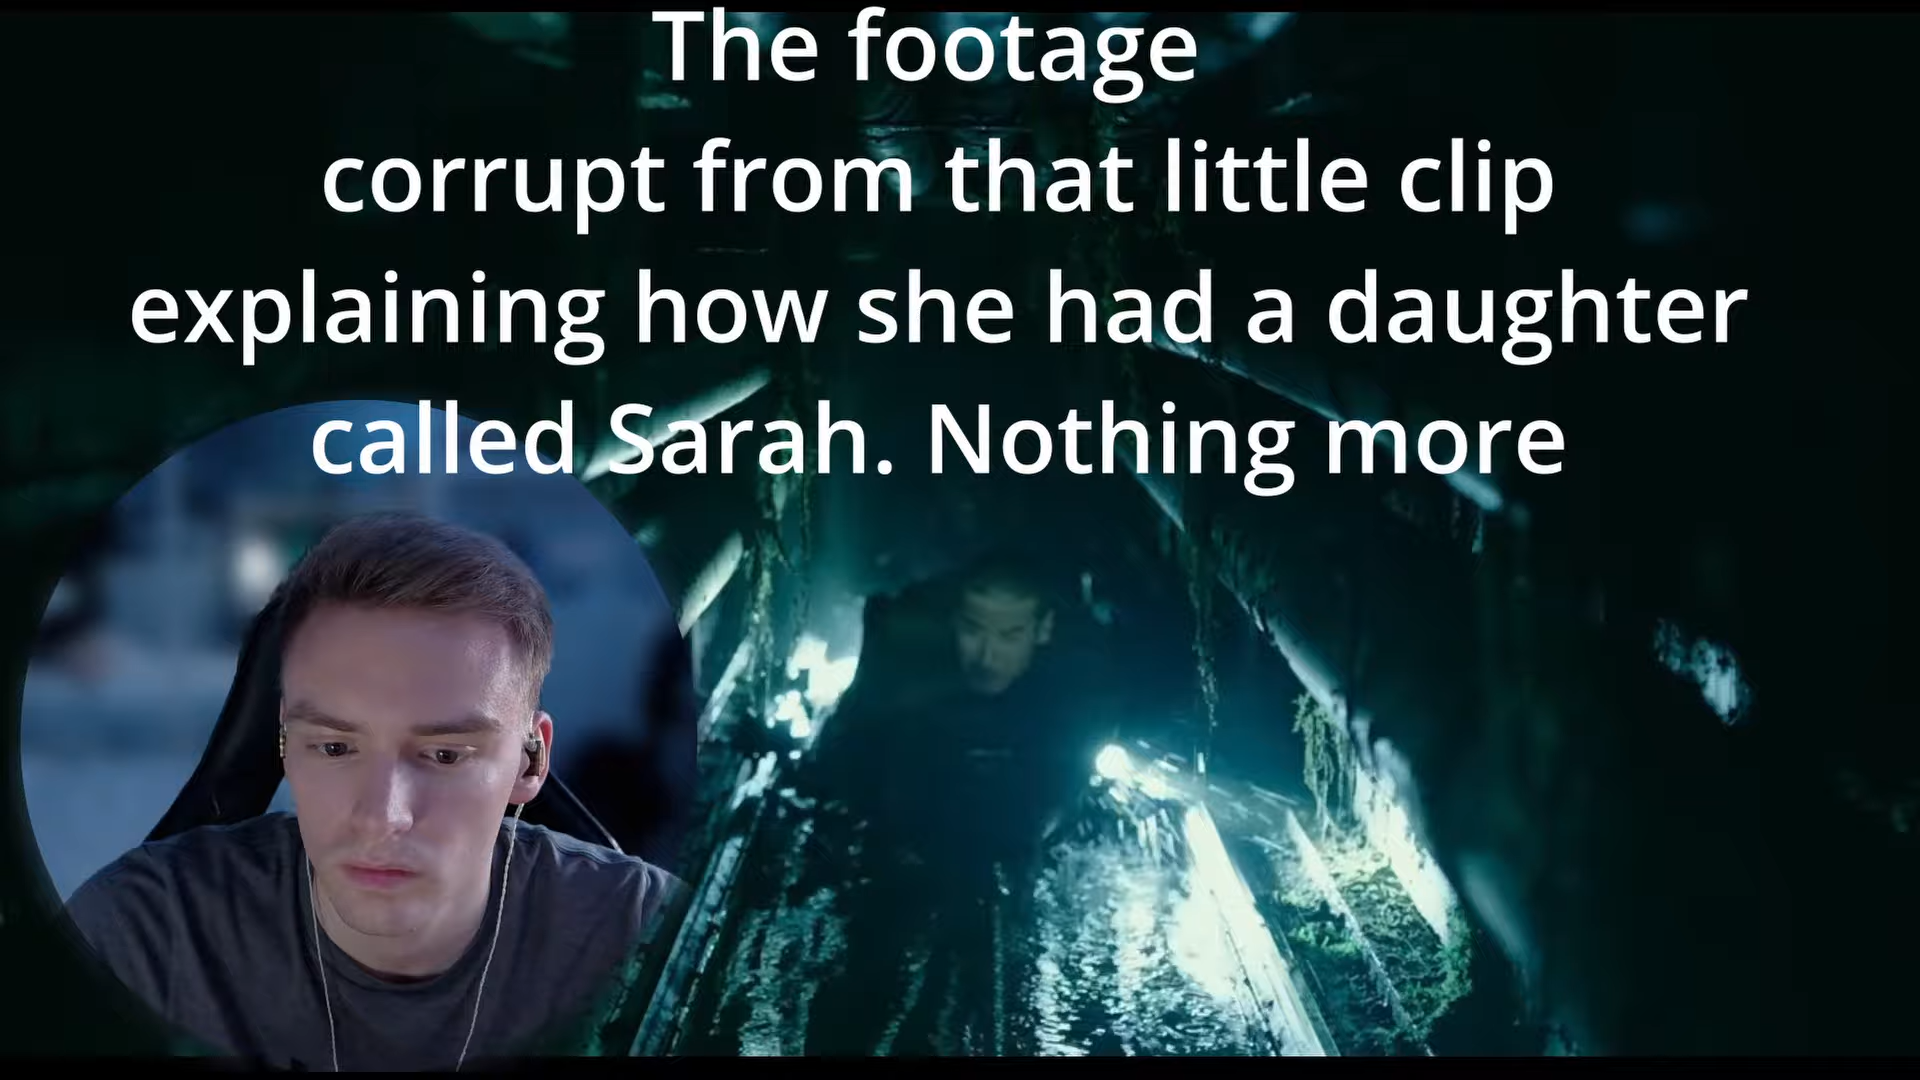 The footage
corrupt from that little clip
explaining how she had a daughter
called Sarah. Nothing more